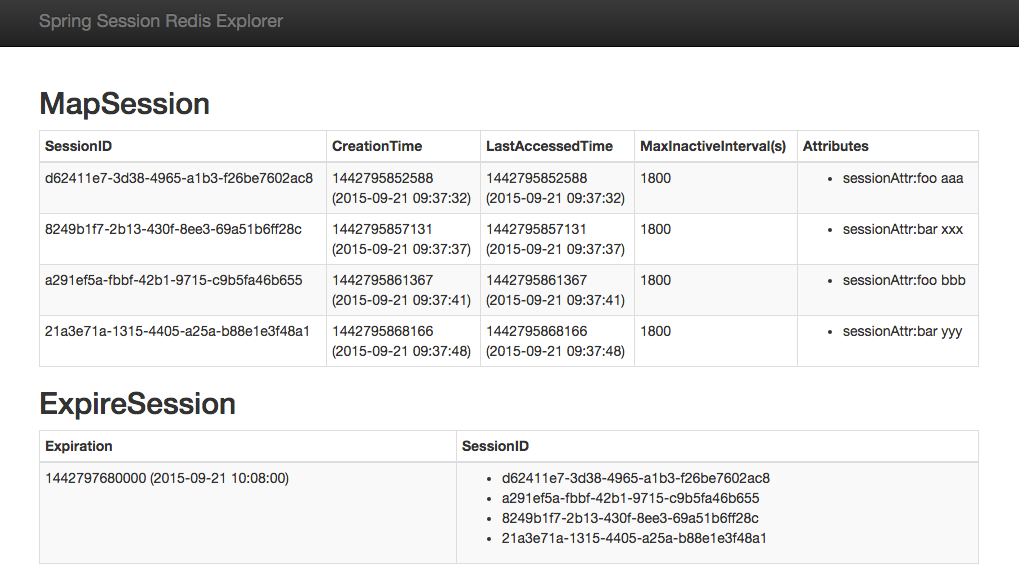 Spring Session Redis Explorer
MapSession
SessionID CreationTime LastAccessedTime MaxInactiveInterval(s) Attributes
d62411e7-3d38-4965-a1b3-f26be7602ac8 1442795852588 1442795852588 1800 • sessionAttr:foo aaa
(2015-09-21 09:37:32) (2015-09-21 09:37:32)
8249b1f7-2b13-430f-8ee3-69a51b6ff28c 1442795857131 1442795857131 1800 • sessionAttr:bar xxx
(2015-09-21 09:37:37) (2015-09-21 09:37:37)
a291ef5a-fbbf-42b1-9715-c9b5fa46b655 1442795861367 1442795861367 1800 • sessionAttr:foo bbb
(2015-09-21 09:37:41) (2015-09-21 09:37:41)
21a3e71a-1315-4405-a25a-b88e1e3f48a1 1442795868166 1442795868166 1800 • sessionAttr:bar yyy
(2015-09-21 09:37:48) (2015-09-21 09:37:48)
ExpireSession
Expiration SessionID
1442797680000 (2015-09-21 10:08:00) • d62411e7-3d38-4965-a1b3-f26be7602ac8
• a291ef5a-fbbf-42b1-9715-c9b5fa46b655
• 8249b1f7-2b13-430f-8ee3-69a51b6ff28c
• 21a3e71a-1315-4405-a25a-b88e1e3f48a1